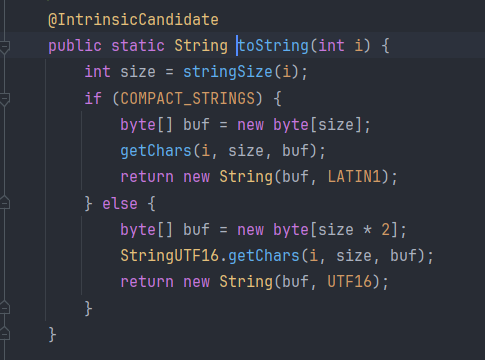 @IntrinsicCandidate
public static String toString(int i) {
    int size = stringSize(i);
    if (COMPACT_STRINGS) {
        byte[] buf = new byte[size];
        getChars(i, size, buf);
        return new String(buf, LATIN1);
    } else {
        byte[] buf = new byte[size * 2];
        StringUTF16.getChars(i, size, buf);
        return new String(buf, UTF16);
    }
}